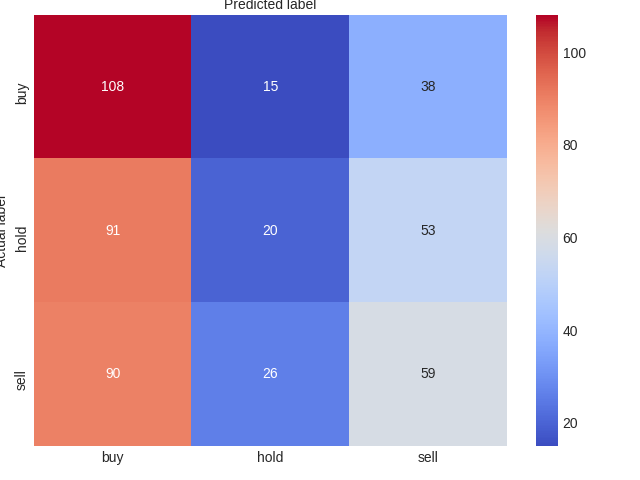 Predicted label
buy 108 15 38 100
80
Actual label
hold 91 20 53 60
40
sell 90 26 59 20
buy hold sell